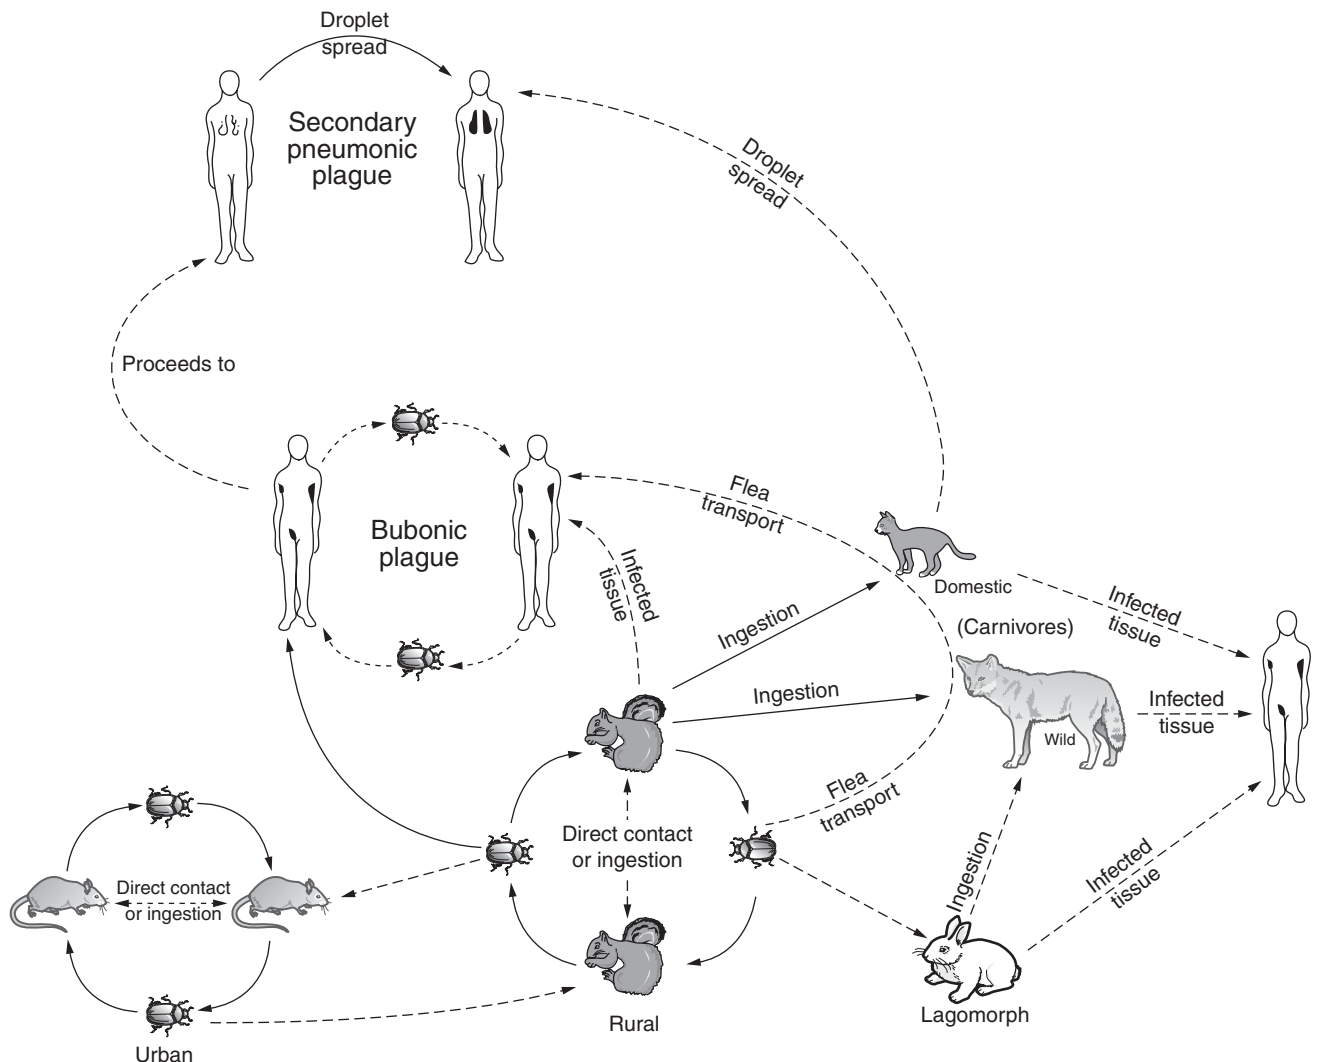 Droplet
spread
Secondary
pneumonic
plague
Droplet
spread
Proceeds to
Bubonic
plague
Flea
transport
Infected
tissue
Domestic
(Carnivores)
Infected
tissue
Ingestion
Ingestion
Wild
Infected
tissue
Flea
transport
Direct contact
or ingestion
Direct contact
or ingestion
Ingestion
Infected
tissue
Lagomorph
Rural
Urban